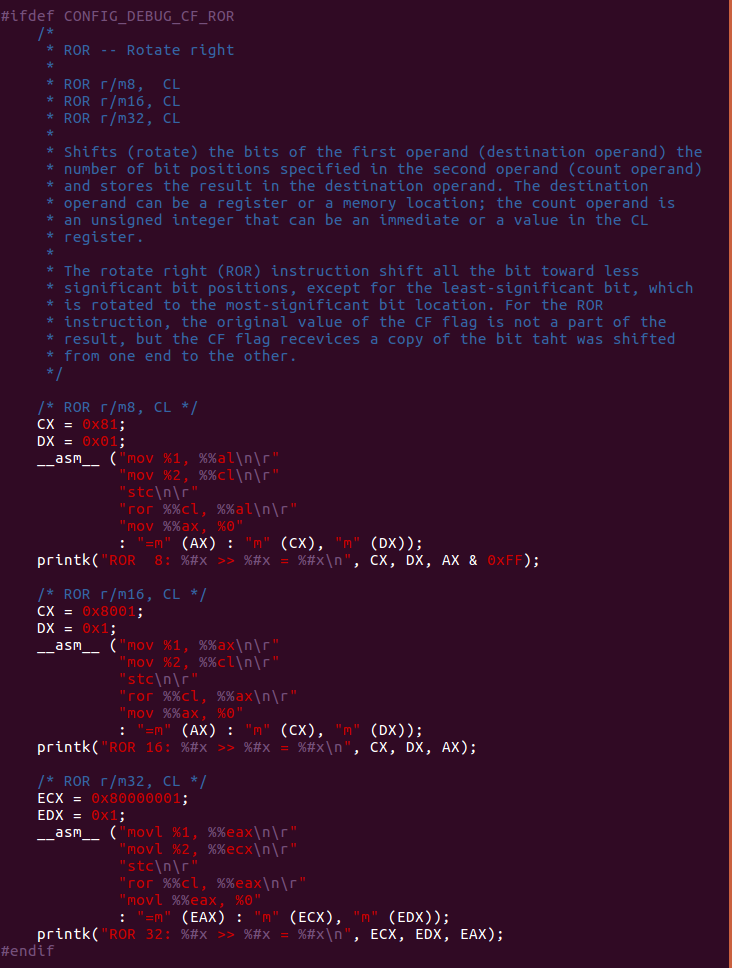 #ifdef CONFIG_DEBUG_CF_ROR
    /*
     * ROR -- Rotate right
     *
     * ROR r/m8,  CL
     * ROR r/m16, CL
     * ROR r/m32, CL
     *
     * Shifts (rotate) the bits of the first operand (destination operand) the
     * number of bit positions specified in the second operand (count operand)
     * and stores the result in the destination operand. The destination
     * operand can be a register or a memory location; the count operand is
     * an unsigned integer that can be an immediate or a value in the CL
     * register.
     *
     * The rotate right (ROR) instruction shift all the bit toward less
     * significant bit positions, except for the least-significant bit, which
     * is rotated to the most-significant bit location. For the ROR
     * instruction, the original value of the CF flag is not a part of the
     * result, but the CF flag recevices a copy of the bit taht was shifted
     * from one end to the other.
     */

    /* ROR r/m8, CL */
    CX = 0x81;
    DX = 0x01;
    __asm__ ("mov %1, %%al\n\r"
             "mov %2, %%cl\n\r"
             "stc\n\r"
             "ror %%cl, %%al\n\r"
             "mov %%ax, %0"
             : "=m" (AX) : "m" (CX), "m" (DX));
    printk("ROR  8: %#x >> %#x = %#x\n", CX, DX, AX & 0xFF);

    /* ROR r/m16, CL */
    CX = 0x8001;
    DX = 0x1;
    __asm__ ("mov %1, %%ax\n\r"
             "mov %2, %%cl\n\r"
             "stc\n\r"
             "ror %%cl, %%ax\n\r"
             "mov %%ax, %0"
             : "=m" (AX) : "m" (CX), "m" (DX));
    printk("ROR 16: %#x >> %#x = %#x\n", CX, DX, AX);

    /* ROR r/m32, CL */
    ECX = 0x80000001;
    EDX = 0x1;
    __asm__ ("movl %1, %%eax\n\r"
             "movl %2, %%ecx\n\r"
             "stc\n\r"
             "ror %%cl, %%eax\n\r"
             "movl %%eax, %0"
             : "=m" (EAX) : "m" (ECX), "m" (EDX));
    printk("ROR 32: %#x >> %#x = %#x\n", ECX, EDX, EAX);
#endif